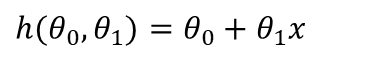 h(θ₀, θ₁) = θ₀ + θ₁x